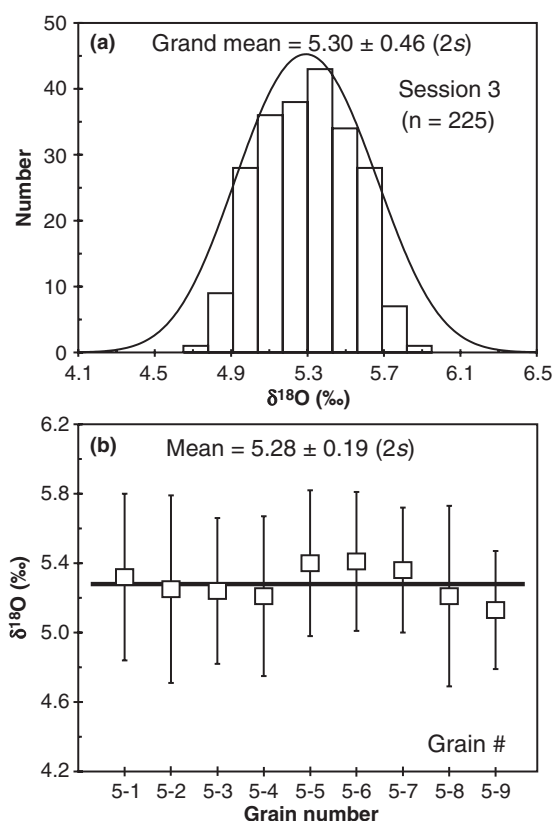 (a)
Grand mean = 5.30 ± 0.46 (2s)
Session 3
(n = 225)
Number
50
40
30
20
10
0
4.1 4.5 4.9 5.3 5.7 6.1 6.5
δ18O (‰)
(b)
Mean = 5.28 ± 0.19 (2s)
δ18O (‰)
6.2
5.8
5.4
5.0
4.6
4.2
Grain #
5-1 5-2 5-3 5-4 5-5 5-6 5-7 5-8 5-9
Grain number